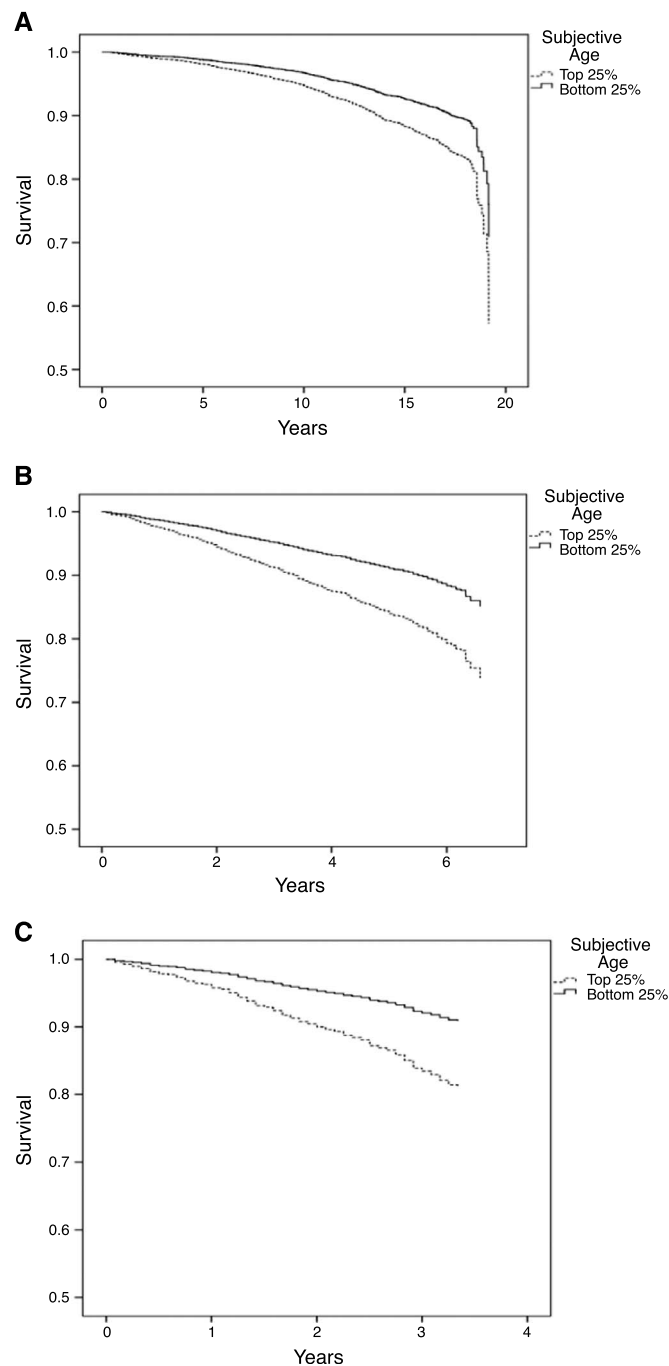 A
Subjective
Age
Top 25%
Bottom 25%
1.0
0.9
0.8
0.7
0.6
0.5
Survival
0 5 10 15 20
Years
B
Subjective
Age
Top 25%
Bottom 25%
1.0
0.9
0.8
0.7
0.6
0.5
Survival
0 2 4 6
Years
C
Subjective
Age
Top 25%
Bottom 25%
1.0
0.9
0.8
0.7
0.6
0.5
Survival
0 1 2 3 4
Years